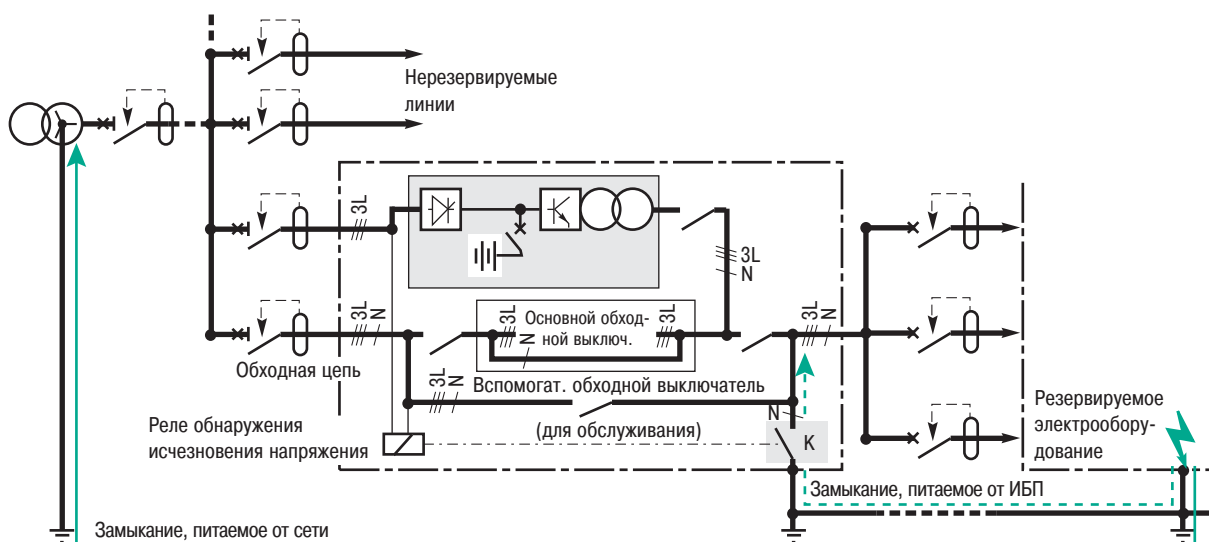 Нерезервируемые
линии
3L
3L
N
3L
N
3L
N
Основной обход-
ной выключ.
3L
3L
N
Обходная цепь
3L
N
Вспомогат. обходной выключатель
(для обслуживания)
N
K
Реле обнаружения
исчезновения напряжения
Резервируемое
электрообору-
дование
Замыкание, питаемое от ИБП
Замыкание, питаемое от сети